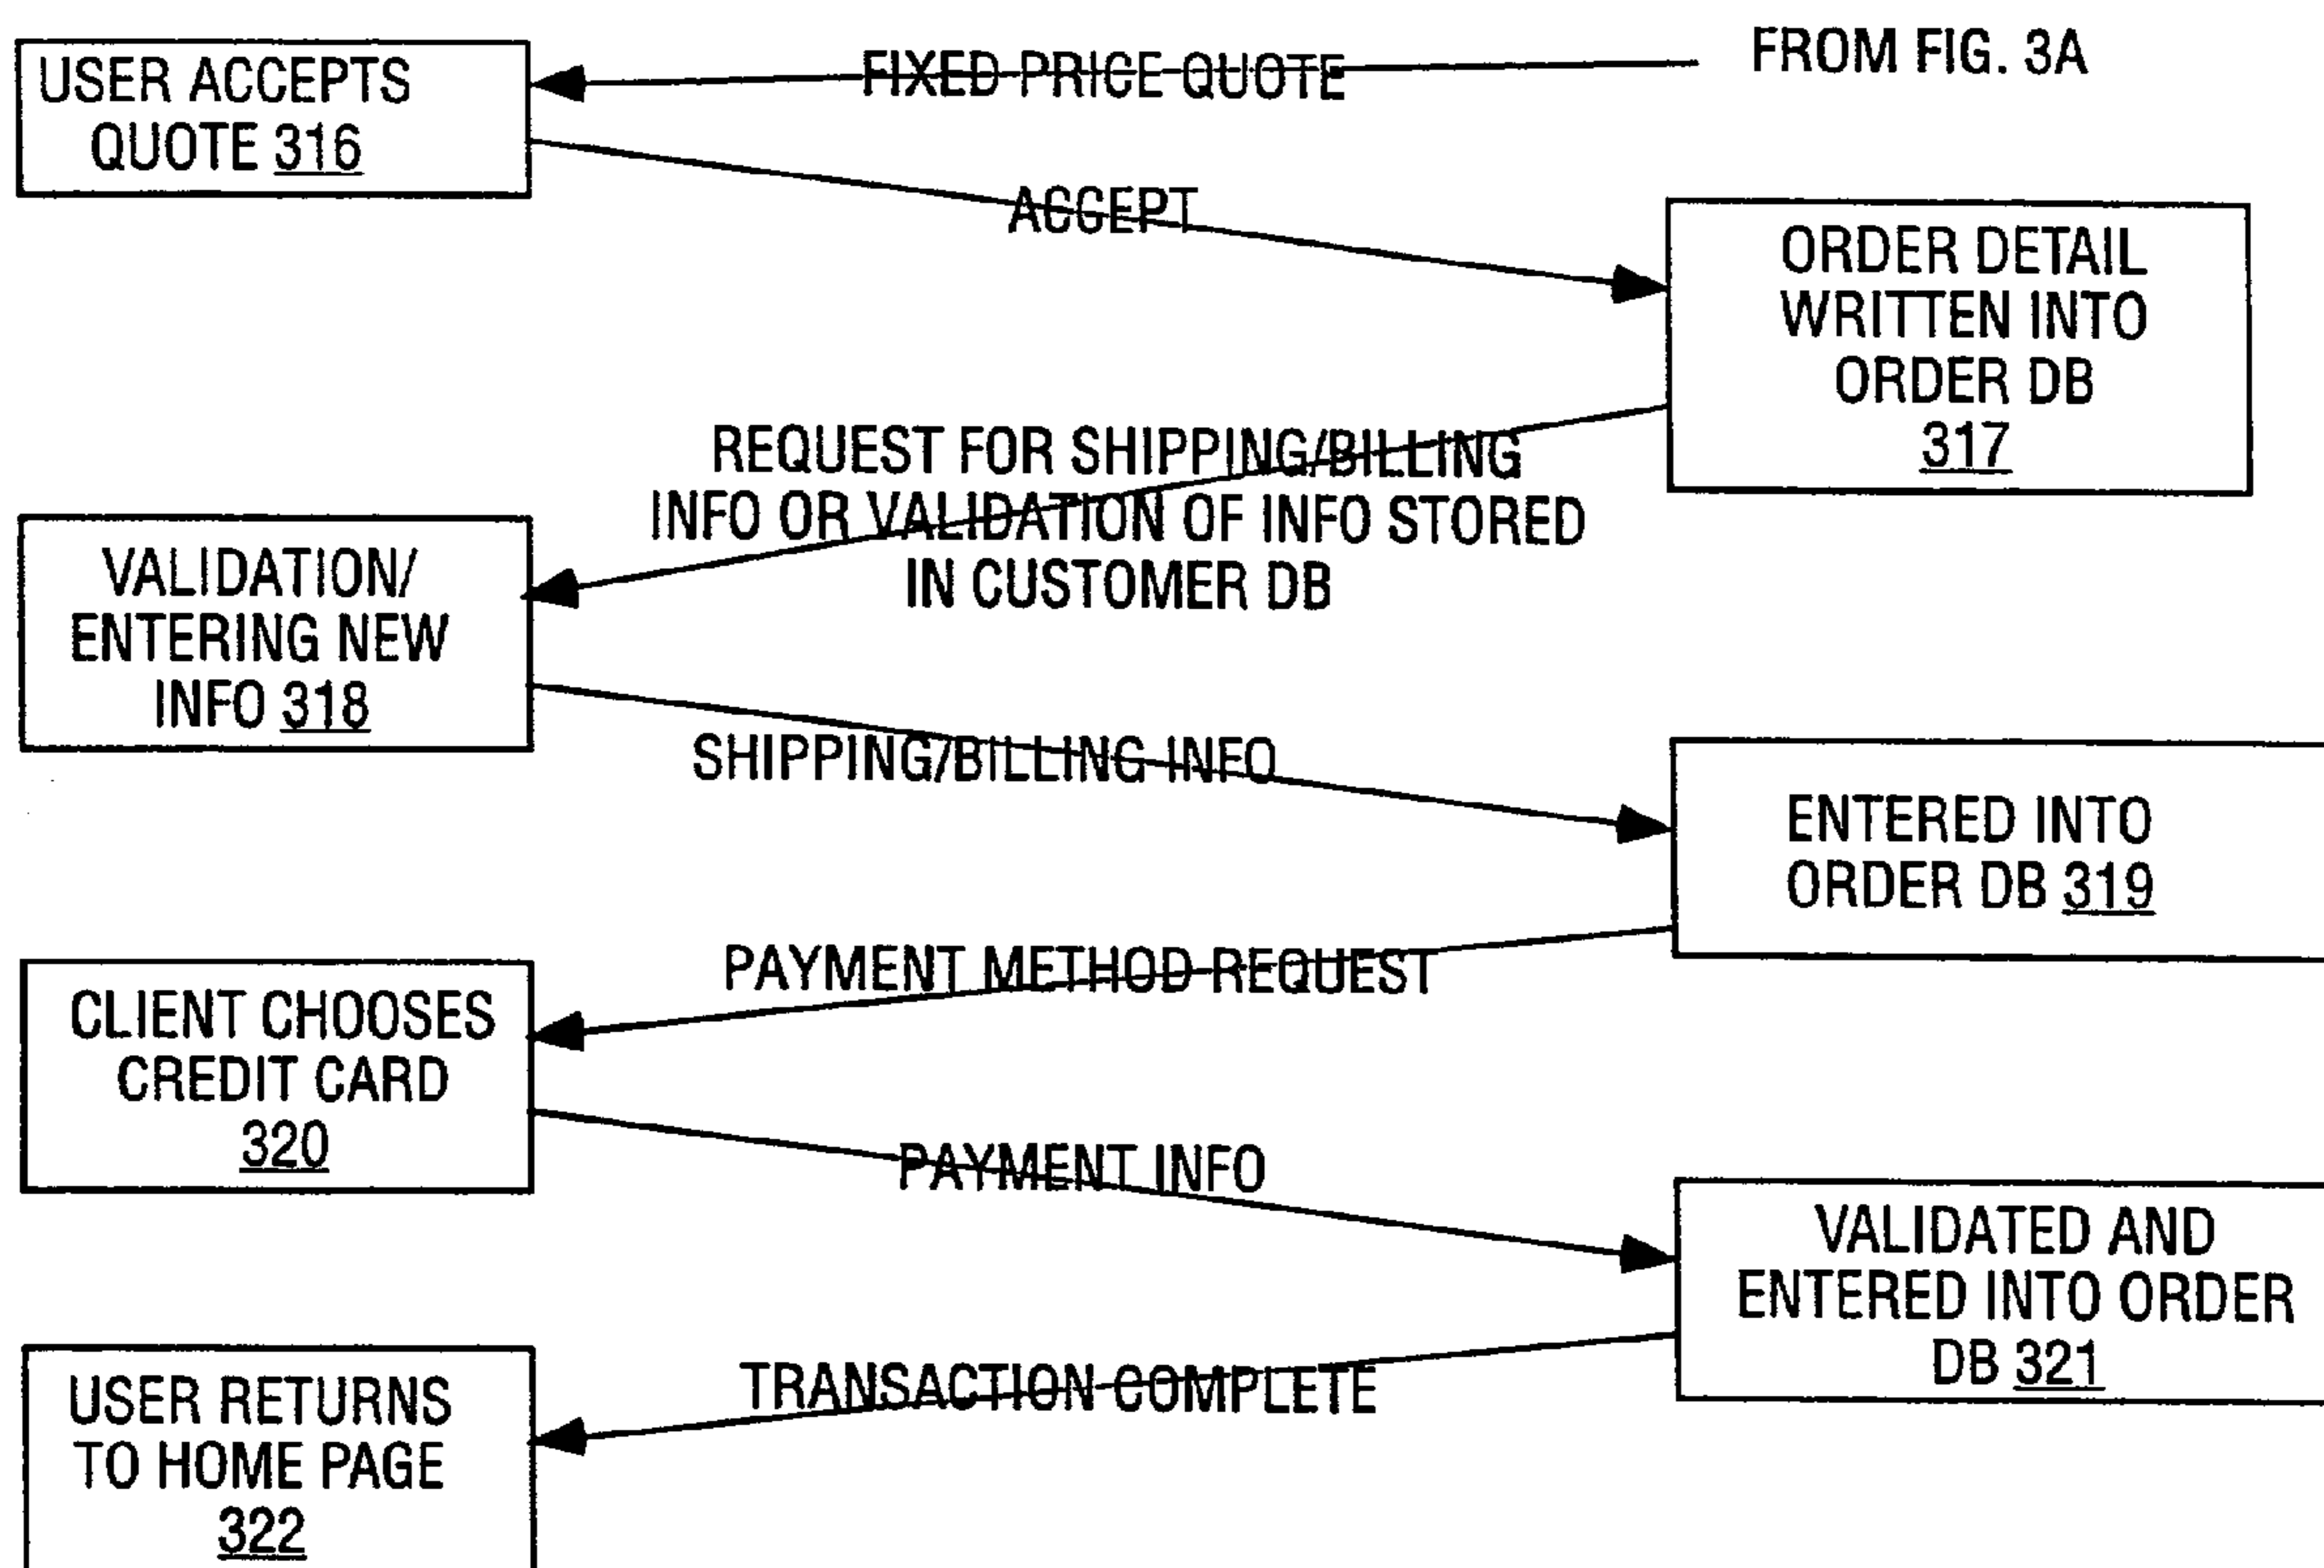 FROM FIG. 3A
FIXED PRICE QUOTE
USER ACCEPTS
QUOTE 316
ACCEPT
ORDER DETAIL
WRITTEN INTO
ORDER DB
317
REQUEST FOR SHIPPING/BILLING
INFO OR VALIDATION OF INFO STORED
IN CUSTOMER DB
VALIDATION/
ENTERING NEW
INFO 318
SHIPPING/BILLING INFO
ENTERED INTO
ORDER DB 319
PAYMENT METHOD REQUEST
CLIENT CHOOSES
CREDIT CARD
320
PAYMENT INFO
VALIDATED AND
ENTERED INTO ORDER
DB 321
TRANSACTION COMPLETE
USER RETURNS
TO HOME PAGE
322